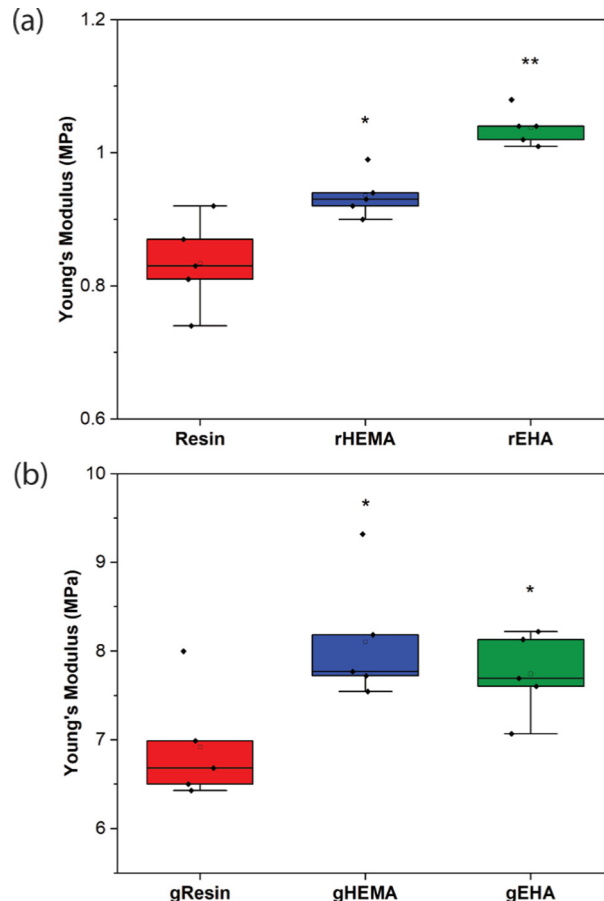 (a)
1.2
**
*
1
0.8
0.6
Young's Modulus (MPa)
Resin rHEMA rEHA
(b)
10
*
9
*
8
7
6
Young's Modulus (MPa)
gResin gHEMA gEHA